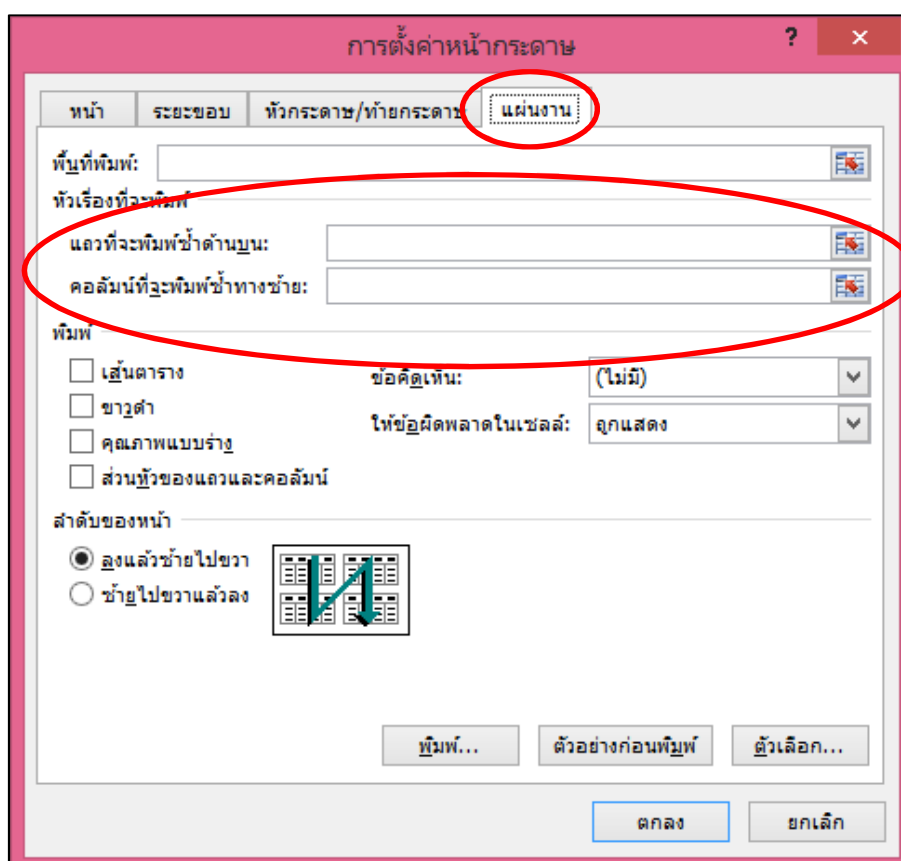 การตั้งค่าหน้ากระดาษ ? ×
หน้า ระยะขอบ หัวกระดาษ/ท้ายกระดาษ แผ่นงาน
พื้นที่พิมพ์:
หัวเรื่องที่จะพิมพ์
แถวที่จะพิมพ์ซ้ำด้านบน:
คอลัมน์ที่จะพิมพ์ซ้ำทางซ้าย:
พิมพ์
เส้นตาราง ข้อคิดเห็น: (ไม่มี)
ขาวดำ ให้ข้อผิดพลาดในเซลล์: ถูกแสดง
คุณภาพแบบร่าง
ส่วนหัวของแถวและคอลัมน์
ลำดับของหน้า
ลงแล้วซ้ายไปขวา
ซ้ายไปขวาแล้วลง
พิมพ์... ตัวอย่างก่อนพิมพ์ ตัวเลือก...
ตกลง ยกเลิก